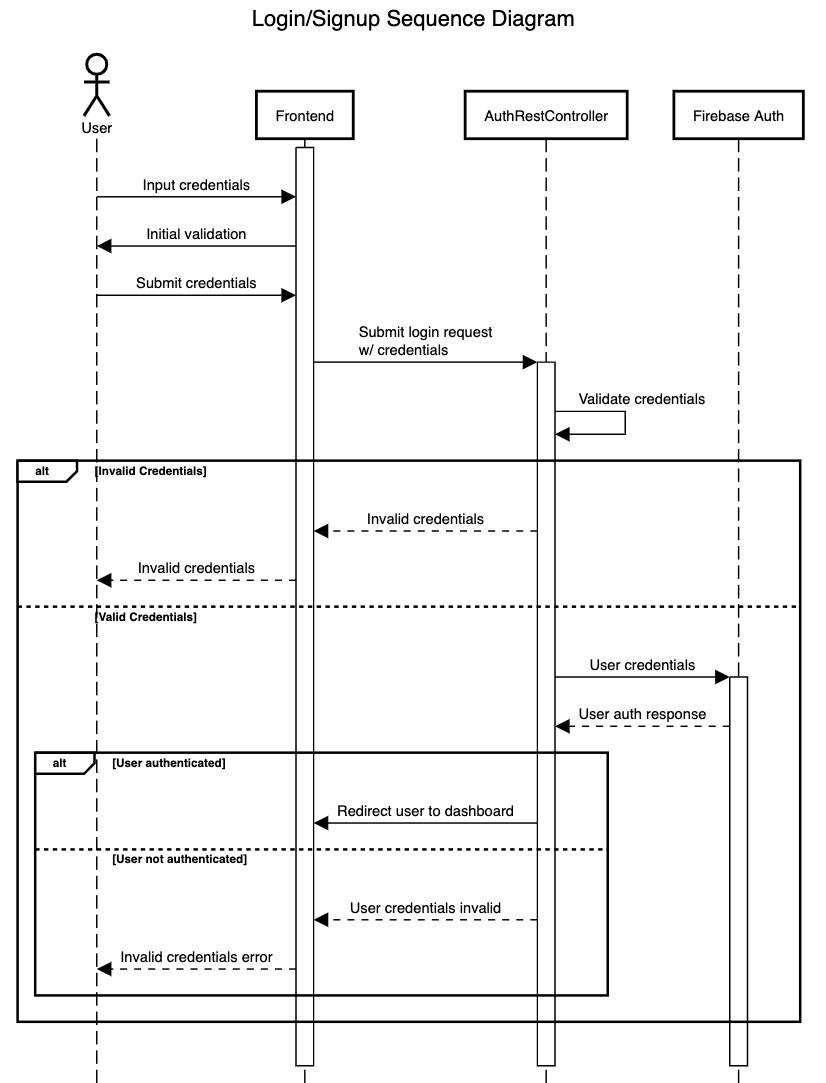 Login/Signup Sequence Diagram
User
Frontend
AuthRestController
Firebase Auth
Input credentials
Initial validation
Submit credentials
Submit login request
w/ credentials
Validate credentials
alt
[Invalid Credentials]
Invalid credentials
Invalid credentials
[Valid Credentials]
User credentials
User auth response
alt
[User authenticated]
Redirect user to dashboard
[User not authenticated]
User credentials invalid
Invalid credentials error